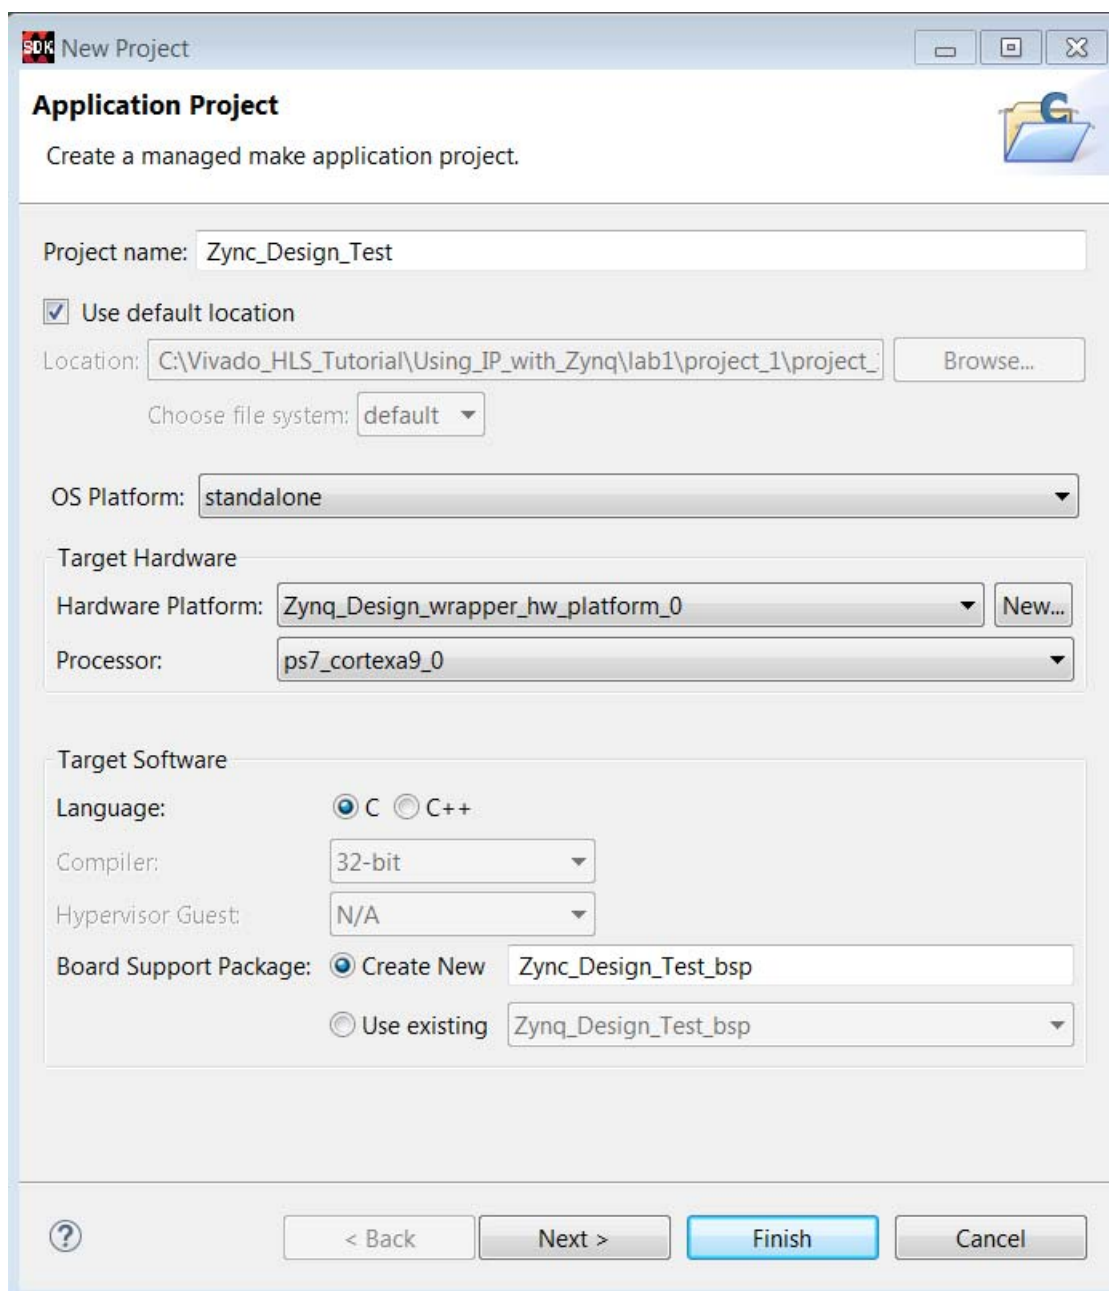 SDK New Project
Application Project
Create a managed make application project.
Project name: Zync_Design_Test
Use default location
Location: C:\Vivado_HLS_Tutorial\Using_IP_with_Zynq\lab1\project_1\project_ Browse...
Choose file system: default
OS Platform: standalone
Target Hardware
Hardware Platform: Zynq_Design_wrapper_hw_platform_0 New...
Processor: ps7_cortexa9_0
Target Software
Language: C C++
Compiler: 32-bit
Hypervisor Guest: N/A
Board Support Package: Create New Zync_Design_Test_bsp
Use existing Zynq_Design_Test_bsp
? < Back Next > Finish Cancel